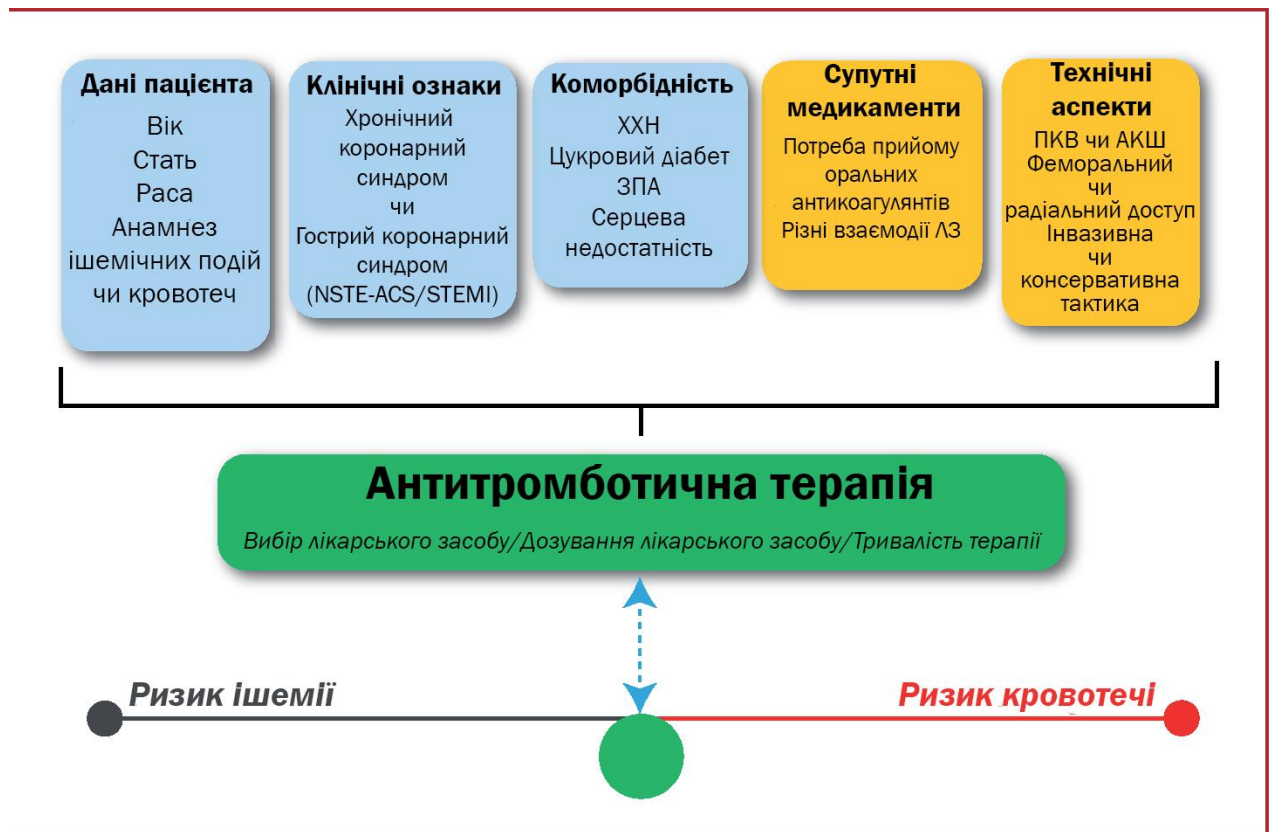 Дані пацієнта
Вік
Стать
Раса
Анамнез
ішемічних подій
чи кровотеч
Клінічні ознаки
Хронічний
коронарний
синдром
чи
Гострий коронарний
синдром
(NSTE-ACS/STEMI)
Коморбідність
ХХН
Цукровий діабет
ЗПА
Серцева
недостатність
Супутні
медикаменти
Потреба прийому
оральних
антикоагулянтів
Різні взаємодії ЛЗ
Технічні
аспекти
ПКВ чи АКШ
Феморальний
чи
радіальний доступ
Інвазивна
чи
консервативна
тактика
Антитромботична терапія
Вибір лікарського засобу/Дозування лікарського засобу/Тривалість терапії
Ризик ішемії
Ризик кровотечі